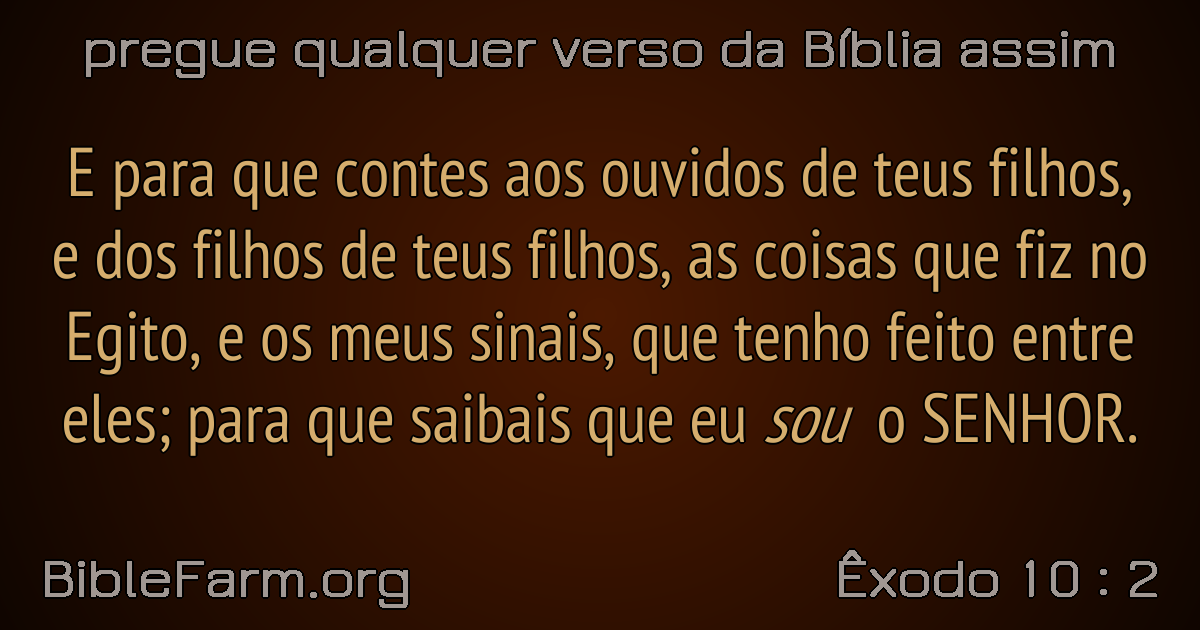 pregue qualquer verso da Bíblia assim
E para que contes aos ouvidos de teus filhos,
e dos filhos de teus filhos, as coisas que fiz no
Egito, e os meus sinais, que tenho feito entre
eles; para que saibais que eu sou o SENHOR.
BibleFarm.org
Êxodo 10 : 2